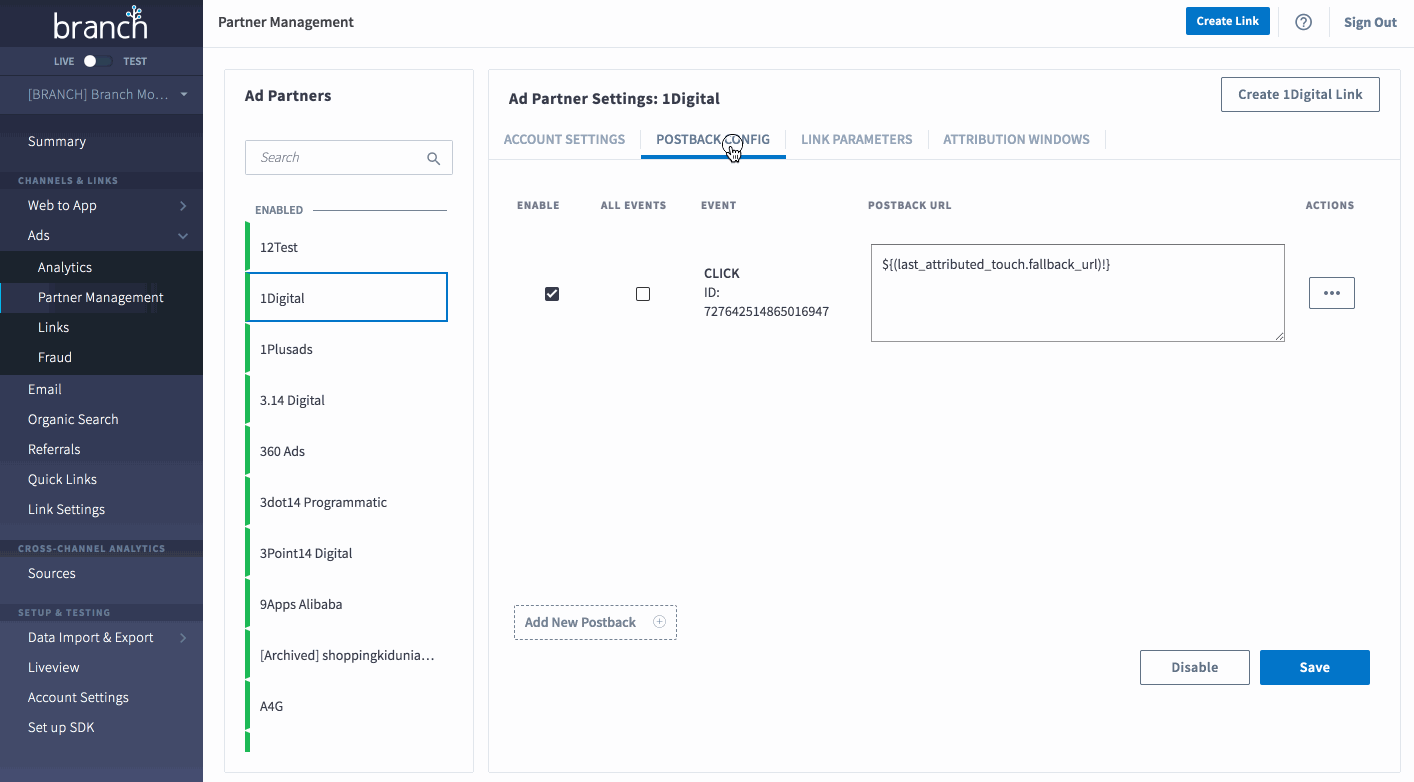 branch
LIVE TEST
[BRANCH] Branch Mo...
Summary
CHANNELS & LINKS
Web to App
Ads
Analytics
Partner Management
Links
Fraud
Email
Organic Search
Referrals
Quick Links
Link Settings
CROSS-CHANNEL ANALYTICS
Sources
SETUP & TESTING
Data Import & Export
Liveview
Account Settings
Set up SDK
Partner Management
Create Link
?
Sign Out
Ad Partners
Search
ENABLED
12Test
1Digital
1Plusads
3.14 Digital
360 Ads
3dot14 Programmatic
3Point14 Digital
9Apps Alibaba
[Archived] shoppingkidunia...
A4G
Ad Partner Settings: 1Digital
Create 1Digital Link
ACCOUNT SETTINGS POSTBACK CONFIG LINK PARAMETERS ATTRIBUTION WINDOWS
ENABLE ALL EVENTS EVENT POSTBACK URL ACTIONS
CLICK
ID:
727642514865016947
${(last_attributed_touch.fallback_url)!}
Add New Postback
Disable
Save